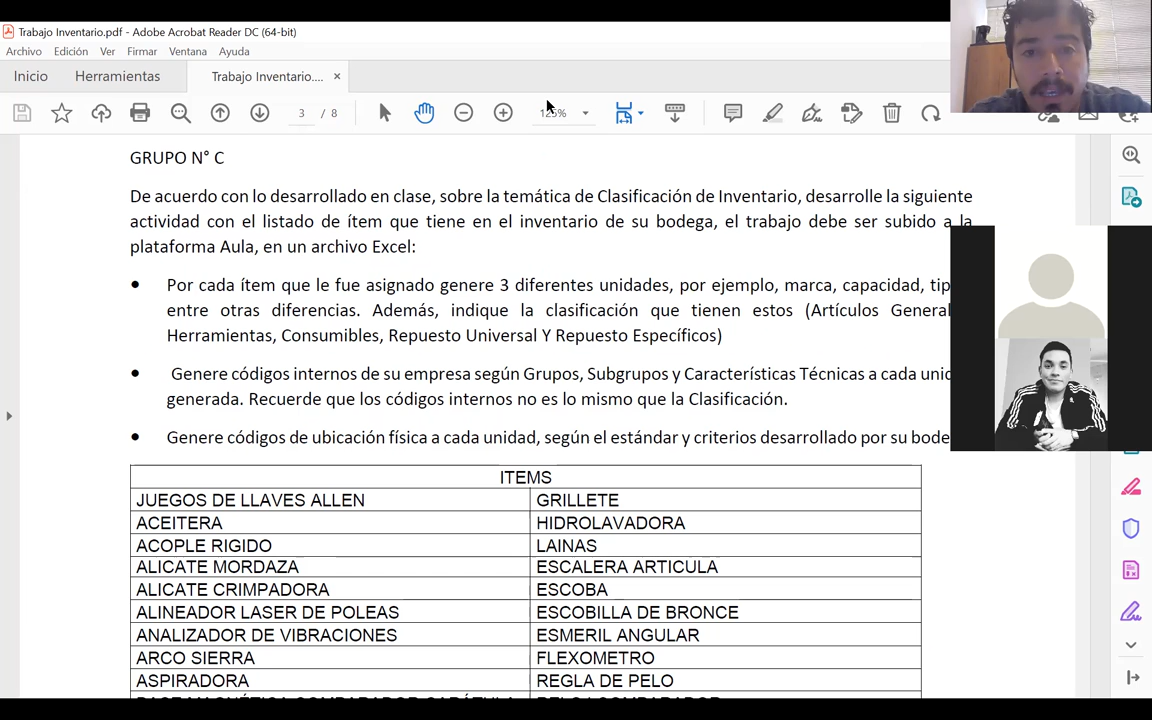 Trabajo Inventario.pdf - Adobe Acrobat Reader DC (64-bit)
Archivo Edición Ver Firmar Ventana Ayuda
Inicio Herramientas Trabajo Inventario.... ×
3 / 8 125%
GRUPO N° C
De acuerdo con lo desarrollado en clase, sobre la temática de Clasificación de Inventario, desarrolle la siguiente
actividad con el listado de ítem que tiene en el inventario de su bodega, el trabajo debe ser subido a la
plataforma Aula, en un archivo Excel:
• Por cada ítem que le fue asignado genere 3 diferentes unidades, por ejemplo, marca, capacidad, tip
entre otras diferencias. Además, indique la clasificación que tienen estos (Artículos General
Herramientas, Consumibles, Repuesto Universal Y Repuesto Específicos)
• Genere códigos internos de su empresa según Grupos, Subgrupos y Características Técnicas a cada unid
generada. Recuerde que los códigos internos no es lo mismo que la Clasificación.
• Genere códigos de ubicación física a cada unidad, según el estándar y criterios desarrollado por su bode
ITEMS
JUEGOS DE LLAVES ALLEN GRILLETE
ACEITERA HIDROLAVADORA
ACOPLE RIGIDO LAINAS
ALICATE MORDAZA ESCALERA ARTICULA
ALICATE CRIMPADORA ESCOBA
ALINEADOR LASER DE POLEAS ESCOBILLA DE BRONCE
ANALIZADOR DE VIBRACIONES ESMERIL ANGULAR
ARCO SIERRA FLEXOMETRO
ASPIRADORA REGLA DE PELO